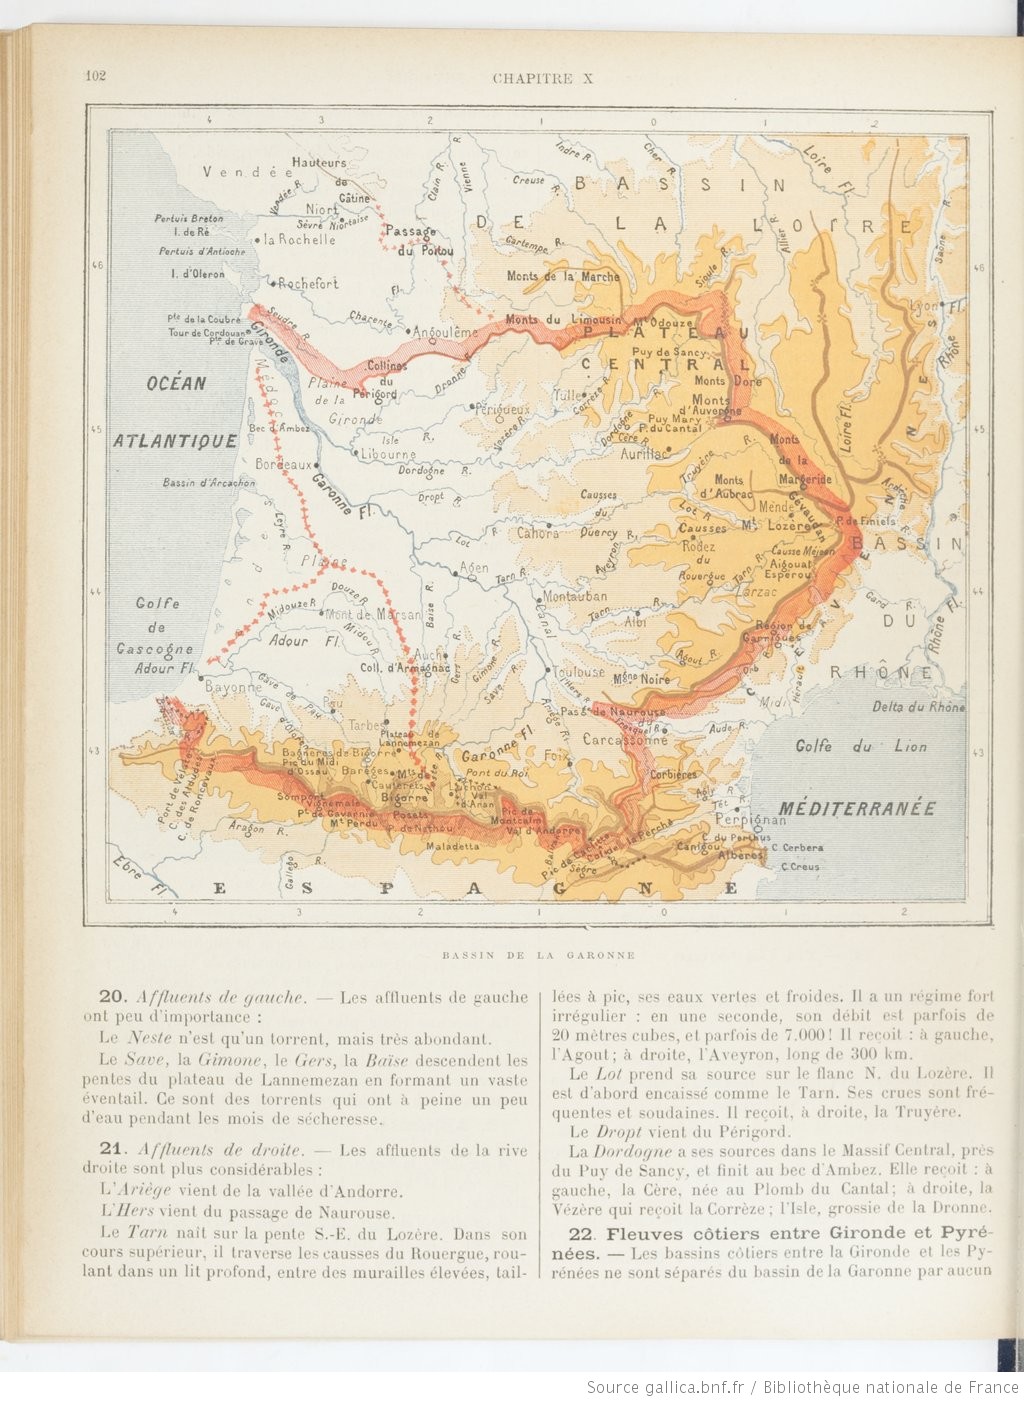 102
CHAPITRE X
4 3 2 1 0 1 2
Vendée
Hauteurs
de
Gâtine
Vendée R.
Niort
Sèvre Niortaise
Clain R.
Vienne
Creuse R.
Indre R.
Cher R.
Loire Fl.
BASSIN
DE LA LOIRE
Pertuis Breton
I. de Ré
Pertuis d'Antioche
I. d'Oleron
la Rochelle
Passage
du Poitou
Gartempe R.
Allier R.
Saône R.
46
46
Rochefort
Monts de la Marche
Sioule R.
Lyon
Pte de la Coubre
Tour de Cordouan
Pte de Grave
Seudre R.
Gironde
Charente Fl.
Angoulême
Monts du Limousin
Mt Odouze
PLATEAU
CENTRAL
Puy de Sancy
Monts Dore
Rhône Fl.
OCÉAN
ATLANTIQUE
Médoc
Plaine
de la
Gironde
Collines
du
Périgord
Dronne R.
Périgueux
Isle R.
Vezère R.
Tulle
Corrèze R.
Monts
d'Auvergne
Puy Mary
P. du Cantal
Loire Fl.
45
45
Bec d'Ambez
Libourne
Dordogne R.
Dordogne
Cère R.
Aurillac
Monts
de la
Margeride
Bordeaux
Bassin d'Arcachon
Garonne Fl.
Dropt R.
Truyère R.
Monts
d'Aubrac
Ardèche
Leyre R.
Landes
Lot R.
Cahors
Causses
du
Quercy
Lot R.
Mende
Gévaudan
Mt Lozère
P. de Finiels
CÉVENNES
Causses
Rodez
du
Rouergue
Causse Méjean
Aigoual
Esperou
BASSIN
DU
RHÔNE
Plaine
Agen
Tarn R.
Aveyron R.
Tarn R.
Larzac
Gard R.
44
44
Golfe
de
Gascogne
Adour Fl.
Midouze R.
Douze R.
Mont de Marsan
Midou R.
Adour Fl.
Baïse R.
Montauban
Canal
Tarn R.
Albi
Région de
Garrigues
Rhône Fl.
Bayonne
Auch
Coll. d'Armagnac
Gers R.
Gimone R.
Save R.
Toulouse
Agout R.
Mgne Noire
Orb
Hérault R.
Gave de Pau
Gave d'Oloron
Pau
Tarbes
l'Hers R.
Pasge de Naurouse
Midi
Delta du Rhône
43
43
Plateau de
Lannemezan
Garonne Fl.
Ariège R.
Carcassonne
Aude R.
Golfe du Lion
MÉDITERRANÉE
Port de Velate
C. des Aldudes
C. de Roncevaux
Bagnères de Bigorre
Pic du Midi
d'Ossau
Barèges
Cauterets
Mts de
Bigorre
Neste R.
Luchon
Val
d'Aran
Pont du Roi
Foix
Corbières
Agly R.
Têt R.
Perpignan
Somport
Vignemale
Pt de Gavarnie
Mt Perdu
Posets
P. de Néthou
Maladetta
Pic de
Montcalm
Val d'Andorre
Col de la Perche
Sègre R.
Canigou
C. du Perthus
Albères
C. Cerbera
C. Creus
Aragon R.
Gallego R.
Ebre Fl.
ESPAGNE
4 3 2 1 0 1 2
BASSIN DE LA GARONNE
20. Affluents de gauche. — Les affluents de gauche
ont peu d'importance :
Le Neste n'est qu'un torrent, mais très abondant.
Le Save, la Gimone, le Gers, la Baïse descendent les
pentes du plateau de Lannemezan en formant un vaste
éventail. Ce sont des torrents qui ont à peine un peu
d'eau pendant les mois de sécheresse.
21. Affluents de droite. — Les affluents de la rive
droite sont plus considérables :
L'Ariège vient de la vallée d'Andorre.
L'Hers vient du passage de Naurouse.
Le Tarn naît sur la pente S.-E. du Lozère. Dans son
cours supérieur, il traverse les causses du Rouergue, rou-
lant dans un lit profond, entre des murailles élevées, tail-
lées à pic, ses eaux vertes et froides. Il a un régime fort
irrégulier : en une seconde, son débit est parfois de
20 mètres cubes, et parfois de 7.000! Il reçoit : à gauche,
l'Agout; à droite, l'Aveyron, long de 300 km.
Le Lot prend sa source sur le flanc N. du Lozère. Il
est d'abord encaissé comme le Tarn. Ses crues sont fré-
quentes et soudaines. Il reçoit, à droite, la Truyère.
Le Dropt vient du Périgord.
La Dordogne a ses sources dans le Massif Central, près
du Puy de Sancy, et finit au bec d'Ambez. Elle reçoit : à
gauche, la Cère, née au Plomb du Cantal; à droite, la
Vézère qui reçoit la Corrèze; l'Isle, grossie de la Dronne.
22. Fleuves côtiers entre Gironde et Pyré-
nées. — Les bassins côtiers entre la Gironde et les Py-
rénées ne sont séparés du bassin de la Garonne par aucun
Source gallica.bnf.fr / Bibliothèque nationale de France